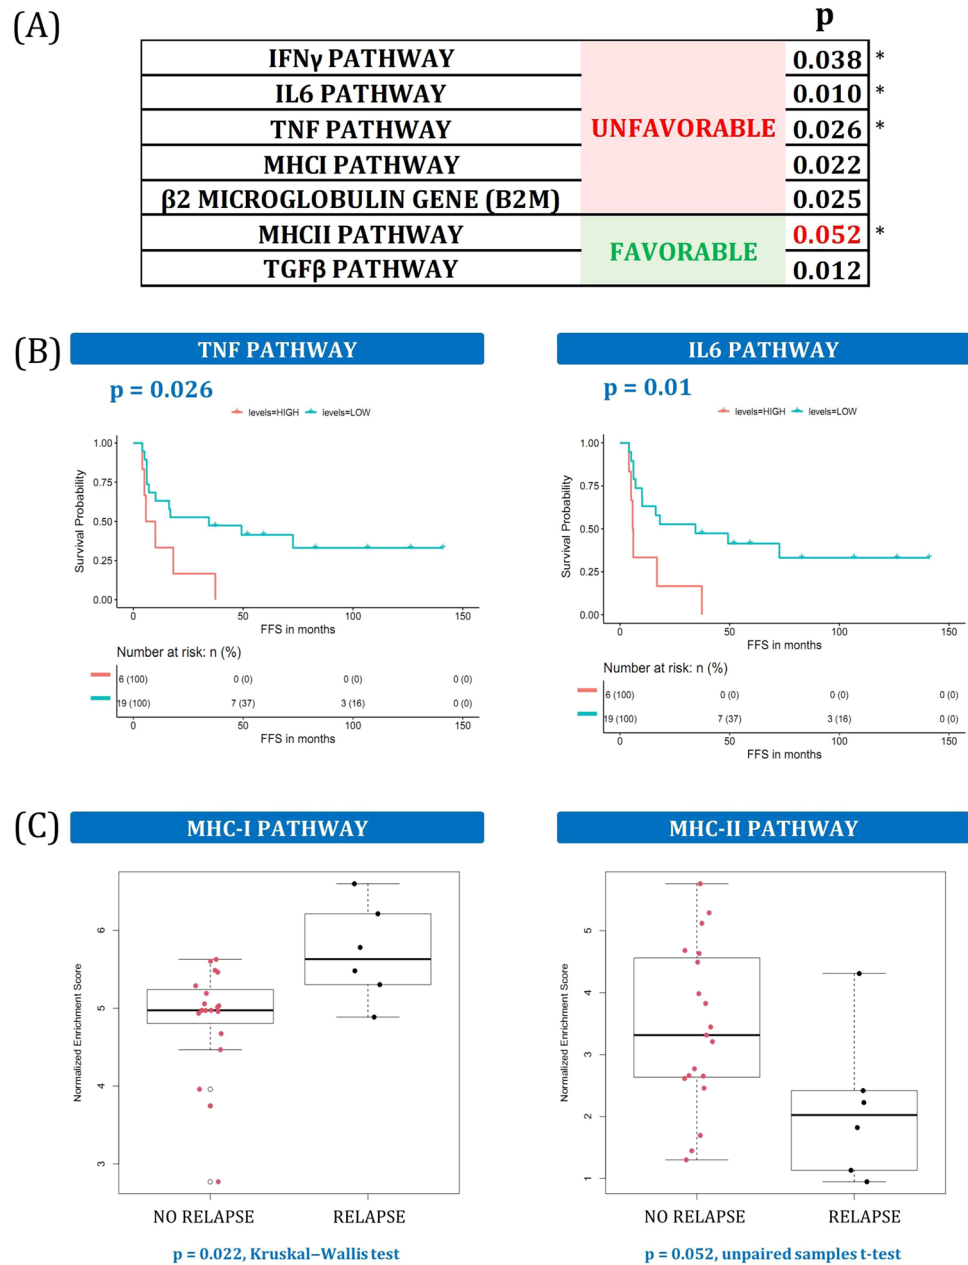 (A)
p
IFNγ PATHWAY 0.038 *
IL6 PATHWAY 0.010 *
TNF PATHWAY UNFAVORABLE 0.026 *
MHCI PATHWAY 0.022
β2 MICROGLOBULIN GENE (B2M) 0.025
MHCII PATHWAY 0.052 *
FAVORABLE
TGFβ PATHWAY 0.012
(B)
TNF PATHWAY
p = 0.026
levels=HIGH levels=LOW
Survival Probability
1.00
0.75
0.50
0.25
0.00
0 50 100 150
FFS in months
Number at risk: n (%)
6 (100) 0 (0) 0 (0) 0 (0)
19 (100) 7 (37) 3 (16) 0 (0)
0 50 100 150
FFS in months
IL6 PATHWAY
p = 0.01
levels=HIGH levels=LOW
Survival Probability
1.00
0.75
0.50
0.25
0.00
0 50 100 150
FFS in months
Number at risk: n (%)
6 (100) 0 (0) 0 (0) 0 (0)
19 (100) 7 (37) 3 (16) 0 (0)
0 50 100 150
FFS in months
(C)
MHC-I PATHWAY
Normalized Enrichment Score
6
5
4
3
NO RELAPSE RELAPSE
p = 0.022, Kruskal–Wallis test
MHC-II PATHWAY
Normalized Enrichment Score
5
4
3
2
1
NO RELAPSE RELAPSE
p = 0.052, unpaired samples t-test